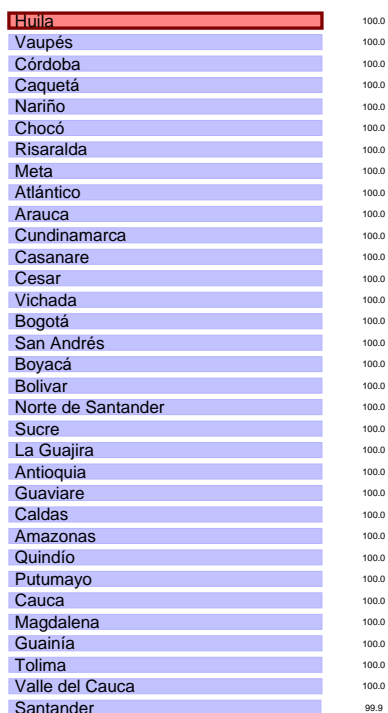 Huila 100.0
Vaupés 100.0
Córdoba 100.0
Caquetá 100.0
Nariño 100.0
Chocó 100.0
Risaralda 100.0
Meta 100.0
Atlántico 100.0
Arauca 100.0
Cundinamarca 100.0
Casanare 100.0
Cesar 100.0
Vichada 100.0
Bogotá 100.0
San Andrés 100.0
Boyacá 100.0
Bolivar 100.0
Norte de Santander 100.0
Sucre 100.0
La Guajira 100.0
Antioquia 100.0
Guaviare 100.0
Caldas 100.0
Amazonas 100.0
Quindío 100.0
Putumayo 100.0
Cauca 100.0
Magdalena 100.0
Guainía 100.0
Tolima 100.0
Valle del Cauca 100.0
Santander 99.9